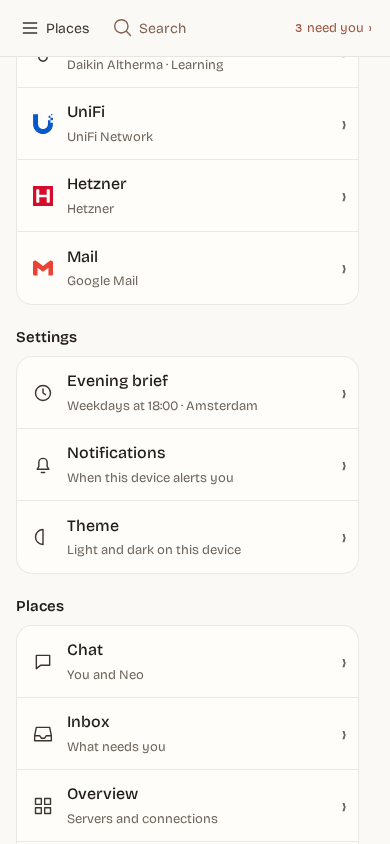 Places
Search
3 need you ›
Daikin Altherma · Learning
UniFi
UniFi Network
Hetzner
Hetzner
Mail
Google Mail
Settings
Evening brief
Weekdays at 18:00 · Amsterdam
Notifications
When this device alerts you
Theme
Light and dark on this device
Places
Chat
You and Neo
Inbox
What needs you
Overview
Servers and connections